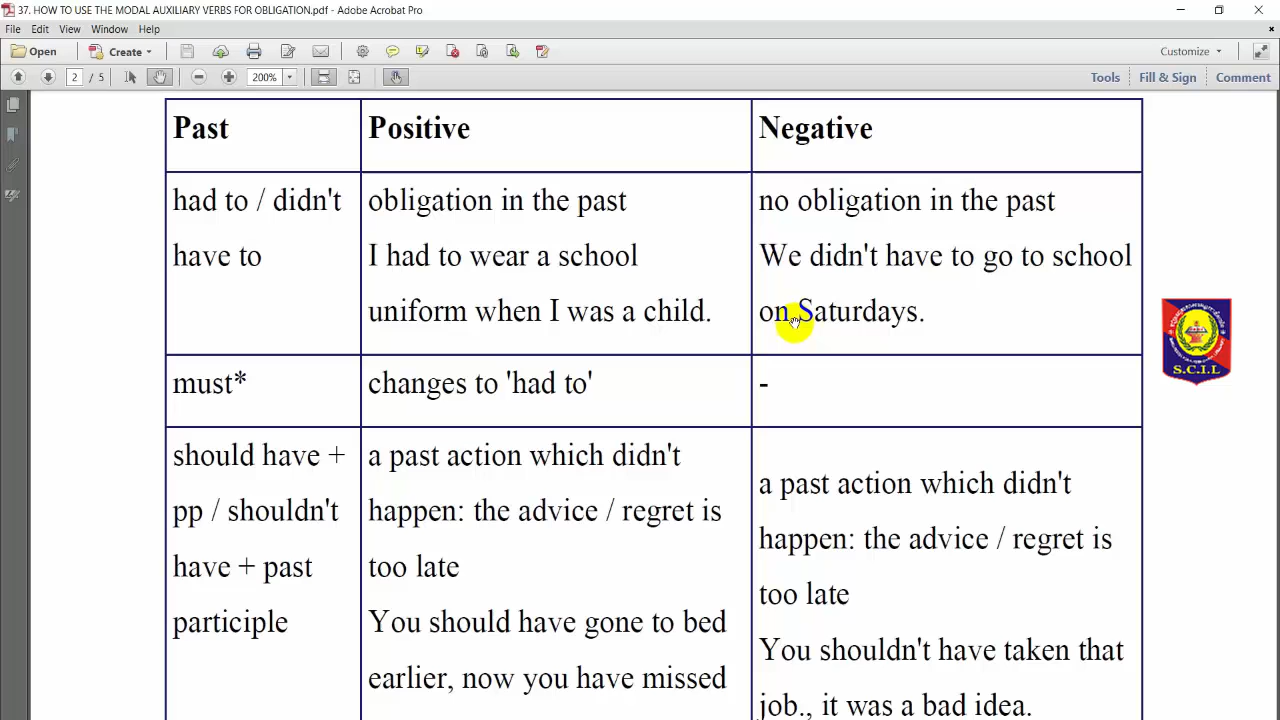 37. HOW TO USE THE MODAL AUXILIARY VERBS FOR OBLIGATION.pdf - Adobe Acrobat Pro
File Edit View Window Help
Open Create Customize
2 / 5 200% Tools Fill & Sign Comment
Past
Positive
Negative
had to / didn't
have to
obligation in the past
I had to wear a school
uniform when I was a child.
no obligation in the past
We didn't have to go to school
on Saturdays.
must*
changes to 'had to'
-
should have +
pp / shouldn't
have + past
participle
a past action which didn't
happen: the advice / regret is
too late
You should have gone to bed
earlier, now you have missed
a past action which didn't
happen: the advice / regret is
too late
You shouldn't have taken that
job., it was a bad idea.
S.C.I.L